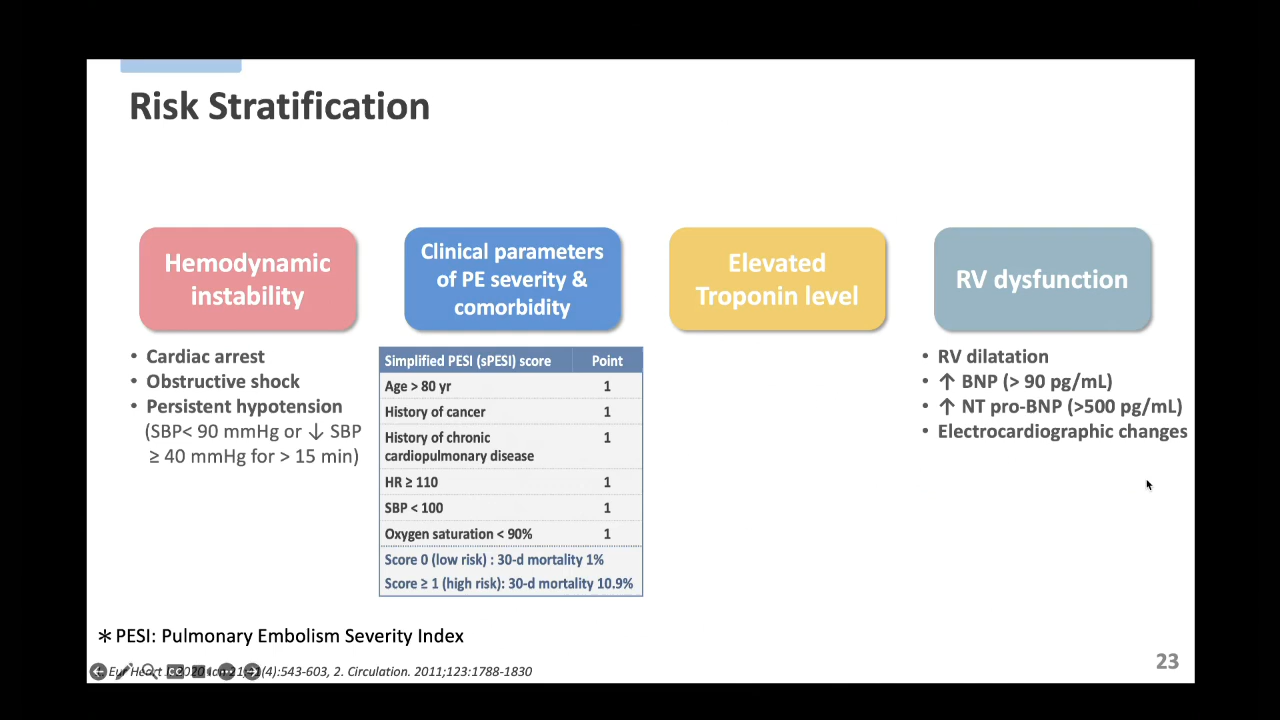 Risk Stratification
Hemodynamic
instability
• Cardiac arrest
• Obstructive shock
• Persistent hypotension
(SBP< 90 mmHg or ↓ SBP
≥ 40 mmHg for > 15 min)
Clinical parameters
of PE severity &
comorbidity
Simplified PESI (sPESI) score Point
Age > 80 yr 1
History of cancer 1
History of chronic 1
cardiopulmonary disease
HR ≥ 110 1
SBP < 100 1
Oxygen saturation < 90% 1
Score 0 (low risk) : 30-d mortality 1%
Score ≥ 1 (high risk): 30-d mortality 10.9%
Elevated
Troponin level
RV dysfunction
• RV dilatation
• ↑ BNP (> 90 pg/mL)
• ↑ NT pro-BNP (>500 pg/mL)
• Electrocardiographic changes
∗ PESI: Pulmonary Embolism Severity Index
Eur Heart (4):543-603, 2. Circulation. 2011;123:1788-1830
23